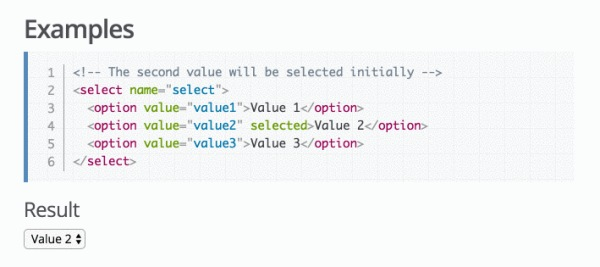 Examples
1 <!-- The second value will be selected initially -->
2 <select name="select">
3   <option value="value1">Value 1</option>
4   <option value="value2" selected>Value 2</option>
5   <option value="value3">Value 3</option>
6 </select>
Result
Value 2